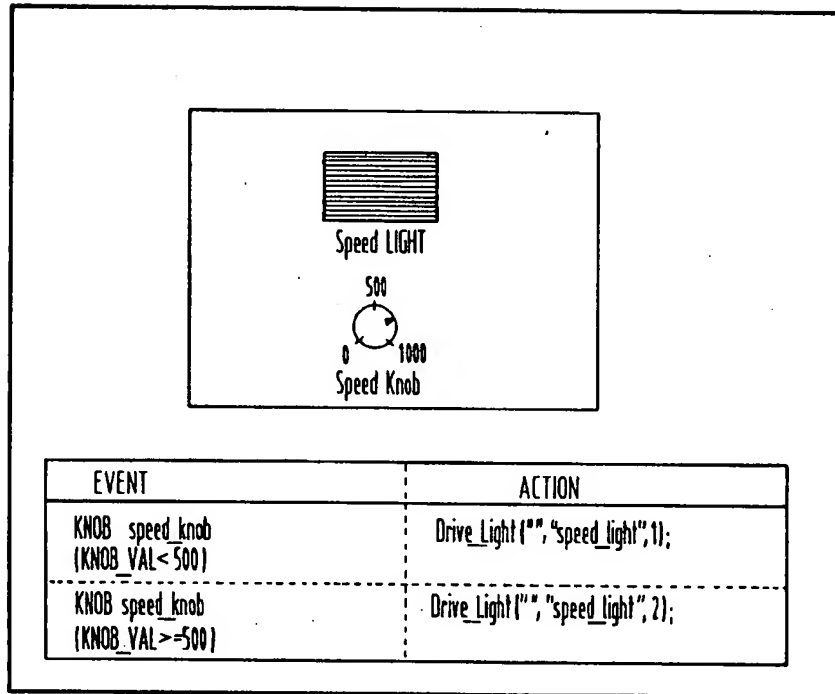 Speed LIGHT
500
0
1000
Speed Knob
EVENT
ACTION
KNOB speed_knob
(KNOB_VAL<500)
Drive_Light("", "speed_light",1);
KNOB speed_knob
(KNOB_VAL>=500)
Drive_Light("", "speed_light", 2);